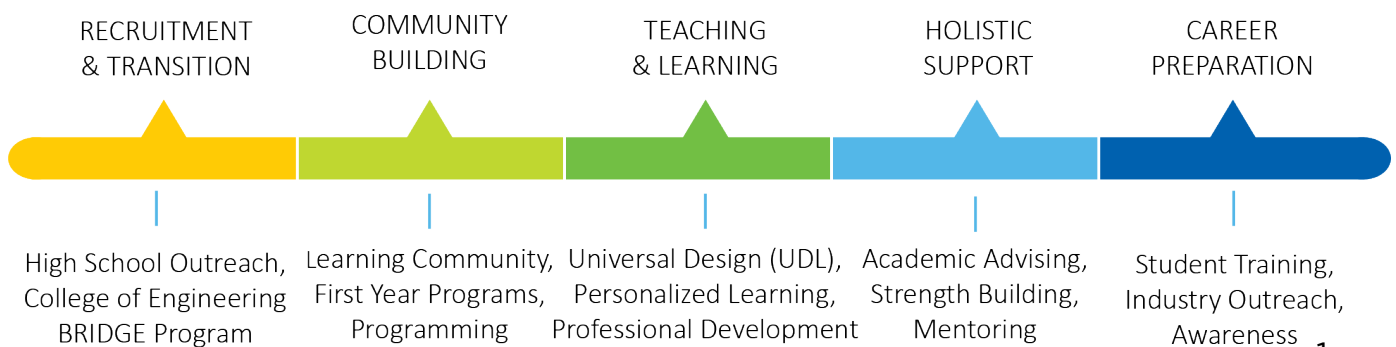 RECRUITMENT
& TRANSITION
COMMUNITY
BUILDING
TEACHING
& LEARNING
HOLISTIC
SUPPORT
CAREER
PREPARATION
High School Outreach,
College of Engineering
BRIDGE Program
Learning Community,
First Year Programs,
Programming
Universal Design (UDL),
Personalized Learning,
Professional Development
Academic Advising,
Strength Building,
Mentoring
Student Training,
Industry Outreach,
Awareness